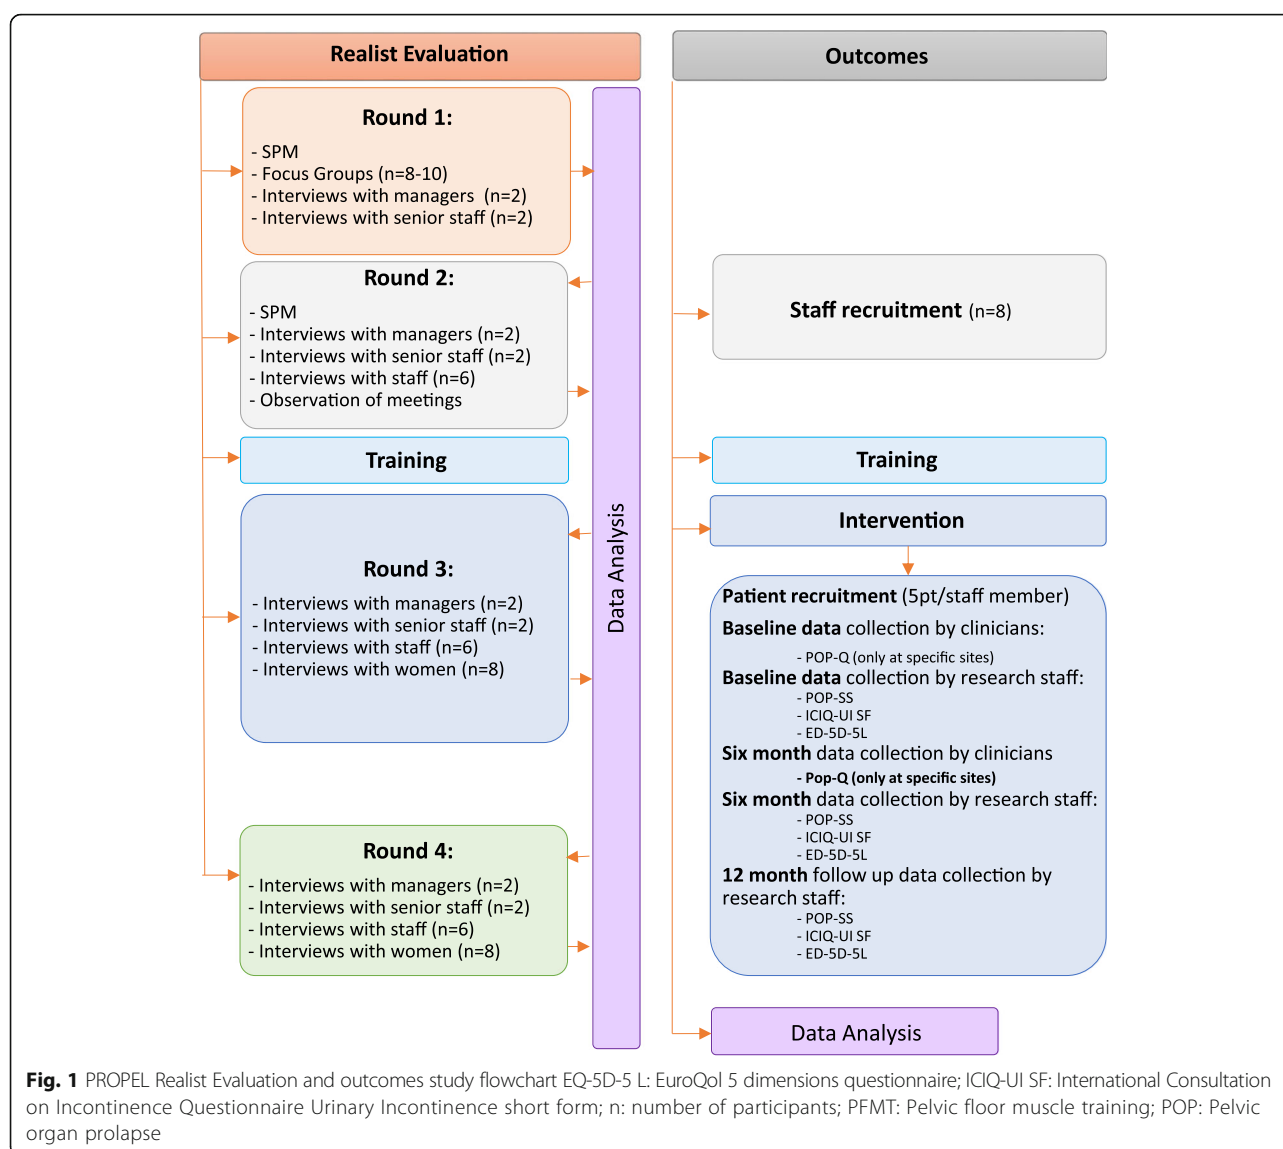 Realist Evaluation
Round 1:
- SPM
- Focus Groups (n=8-10)
- Interviews with managers  (n=2)
- Interviews with senior staff (n=2)
Round 2:
- SPM
- Interviews with managers (n=2)
- Interviews with senior staff (n=2)
- Interviews with staff (n=6)
- Observation of meetings
Training
Round 3:
- Interviews with managers (n=2)
- Interviews with senior staff (n=2)
- Interviews with staff (n=6)
- Interviews with women (n=8)
Round 4:
- Interviews with managers (n=2)
- Interviews with senior staff (n=2)
- Interviews with staff (n=6)
- Interviews with women (n=8)
Data Analysis
Outcomes
Staff recruitment (n=8)
Training
Intervention
Patient recruitment (5pt/staff member)
Baseline data collection by clinicians:
- POP-Q (only at specific sites)
Baseline data collection by research staff:
- POP-SS
- ICIQ-UI SF
- ED-5D-5L
Six month data collection by clinicians
- Pop-Q (only at specific sites)
Six month data collection by research staff:
- POP-SS
- ICIQ-UI SF
- ED-5D-5L
12 month follow up data collection by
research staff:
- POP-SS
- ICIQ-UI SF
- ED-5D-5L
Data Analysis
Fig. 1 PROPEL Realist Evaluation and outcomes study flowchart EQ-5D-5 L: EuroQol 5 dimensions questionnaire; ICIQ-UI SF: International Consultation
on Incontinence Questionnaire Urinary Incontinence short form; n: number of participants; PFMT: Pelvic floor muscle training; POP: Pelvic
organ prolapse